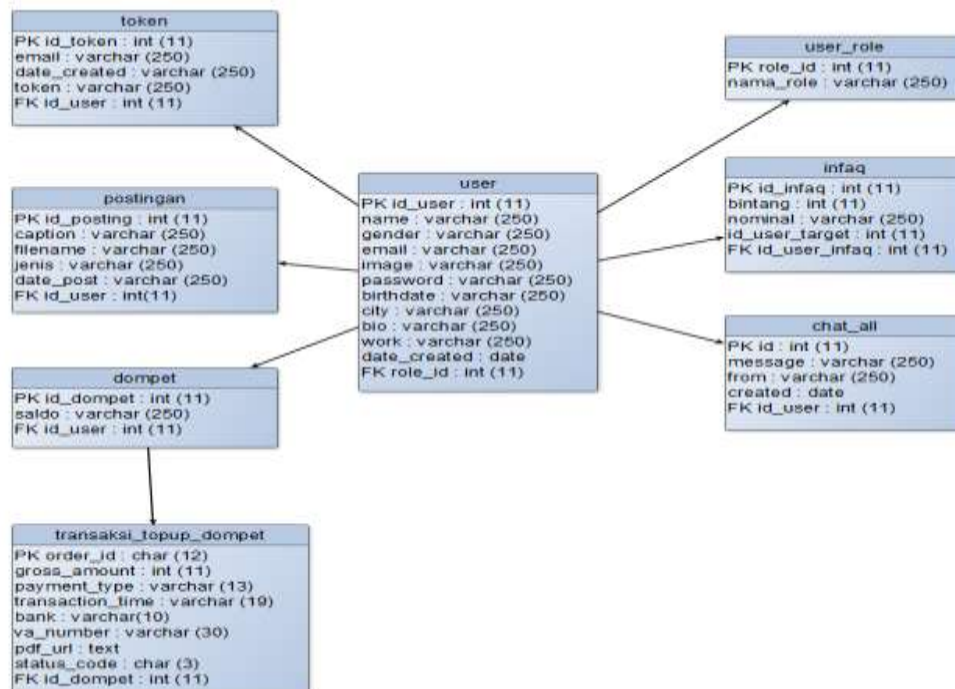 token
PK id_token : int (11)
email : varchar (250)
date_created : varchar (250)
token : varchar (250)
FK id_user : int (11)
postingan
PK id_posting : int (11)
caption : varchar (250)
filename : varchar (250)
jenis : varchar (250)
date_post : varchar (250)
FK id_user : int(11)
dompet
PK id_dompet : int (11)
saldo : varchar (250)
FK id_user : int (11)
transaksi_topup_dompet
PK order_id : char (12)
gross_amount : int (11)
payment_type : varchar (13)
transaction_time : varchar (19)
bank : varchar(10)
va_number : varchar (30)
pdf_url : text
status_code : char (3)
FK id_dompet : int (11)
user
PK id_user : int (11)
name : varchar (250)
gender : varchar (250)
email : varchar (250)
image : varchar (250)
password : varchar (250)
birthdate : varchar (250)
city : varchar (250)
bio : varchar (250)
work : varchar (250)
date_created : date
FK role_id : int (11)
user_role
PK role_id : int (11)
nama_role : varchar (250)
infaq
PK id_infaq : int (11)
bintang : int (11)
nominal : varchar (250)
id_user_target : int (11)
FK id_user_infaq : int (11)
chat_all
PK id : int (11)
message : varchar (250)
from : varchar (250)
created : date
FK id_user : int (11)